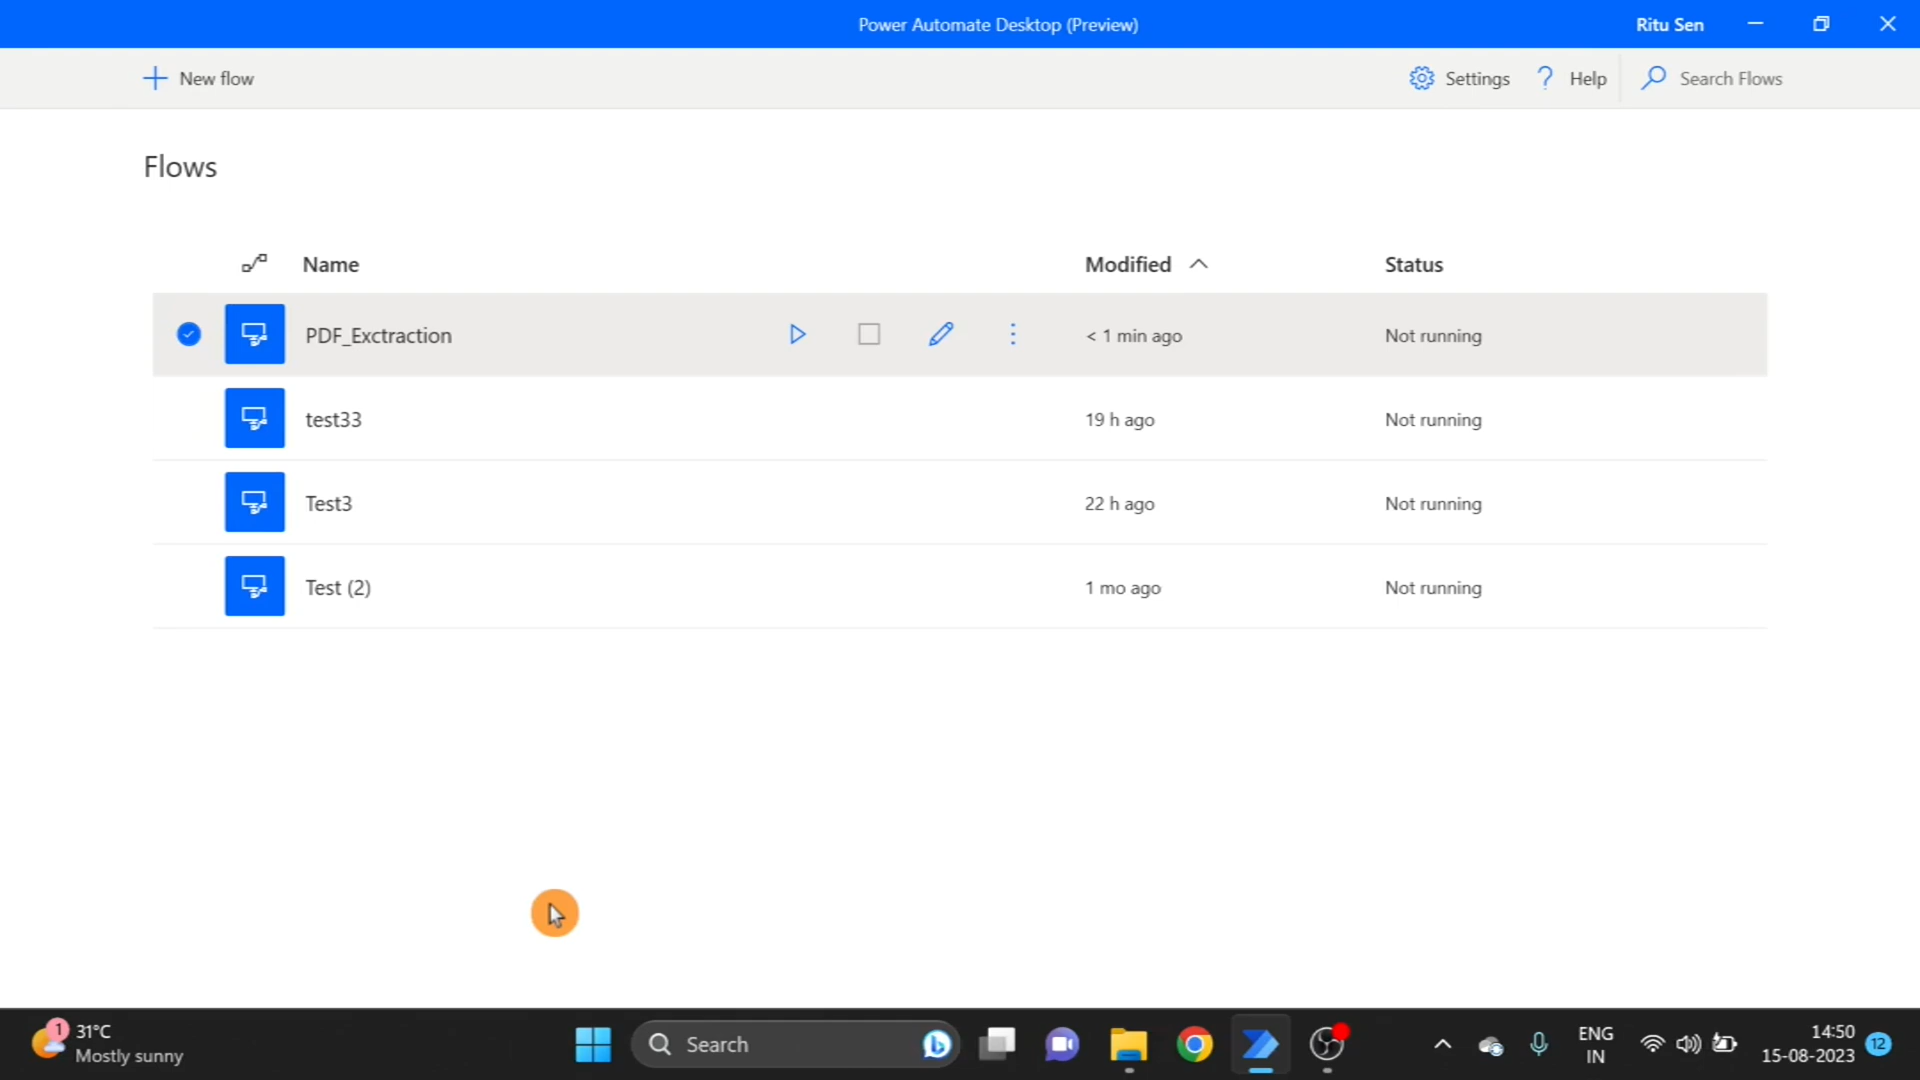 Power Automate Desktop (Preview)
Ritu Sen
New flow
Settings
Help
Search Flows
Flows
Name Modified Status
PDF_Exctraction < 1 min ago Not running
test33 19 h ago Not running
Test3 22 h ago Not running
Test (2) 1 mo ago Not running
1
31°C
Mostly sunny
Search
ENG
IN
14:50
15-08-2023
12